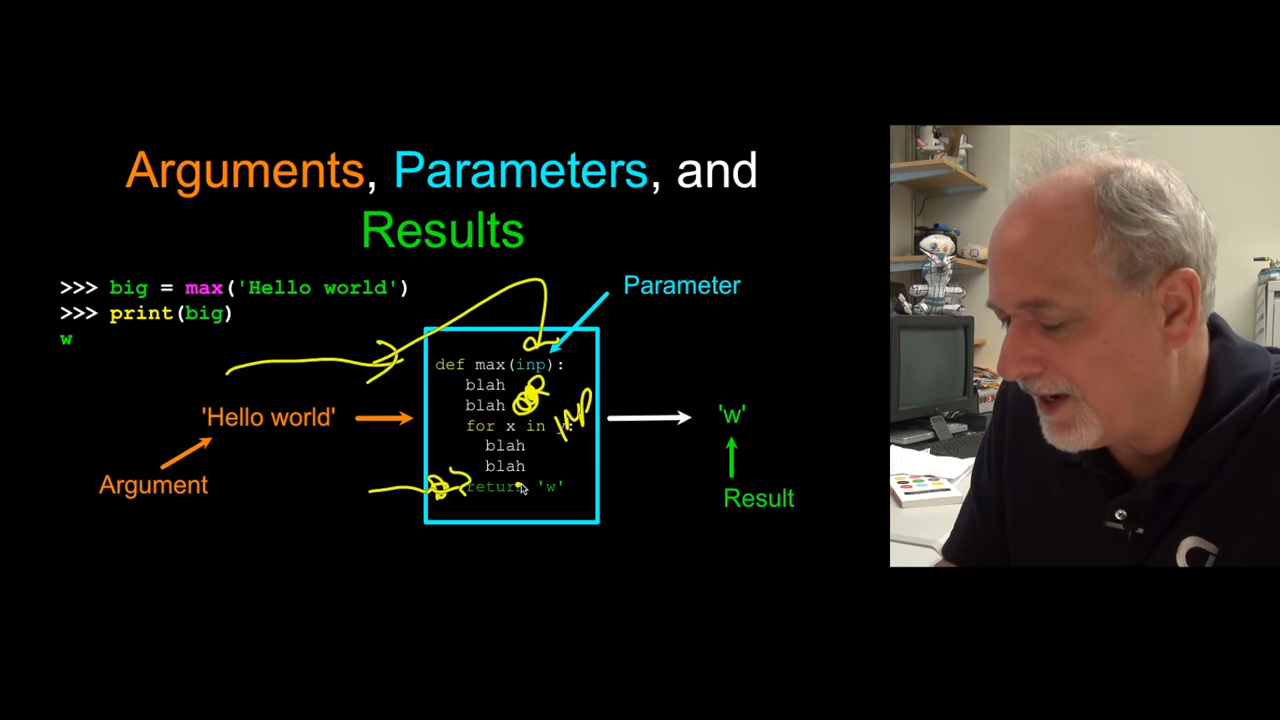 Arguments, Parameters, and
Results
>>> big = max('Hello world')
>>> print(big)
w
Parameter
def max(inp):
blah
blah
for x in y:
blah
blah
return 'w'
inp
'Hello world'
'w'
Argument
Result